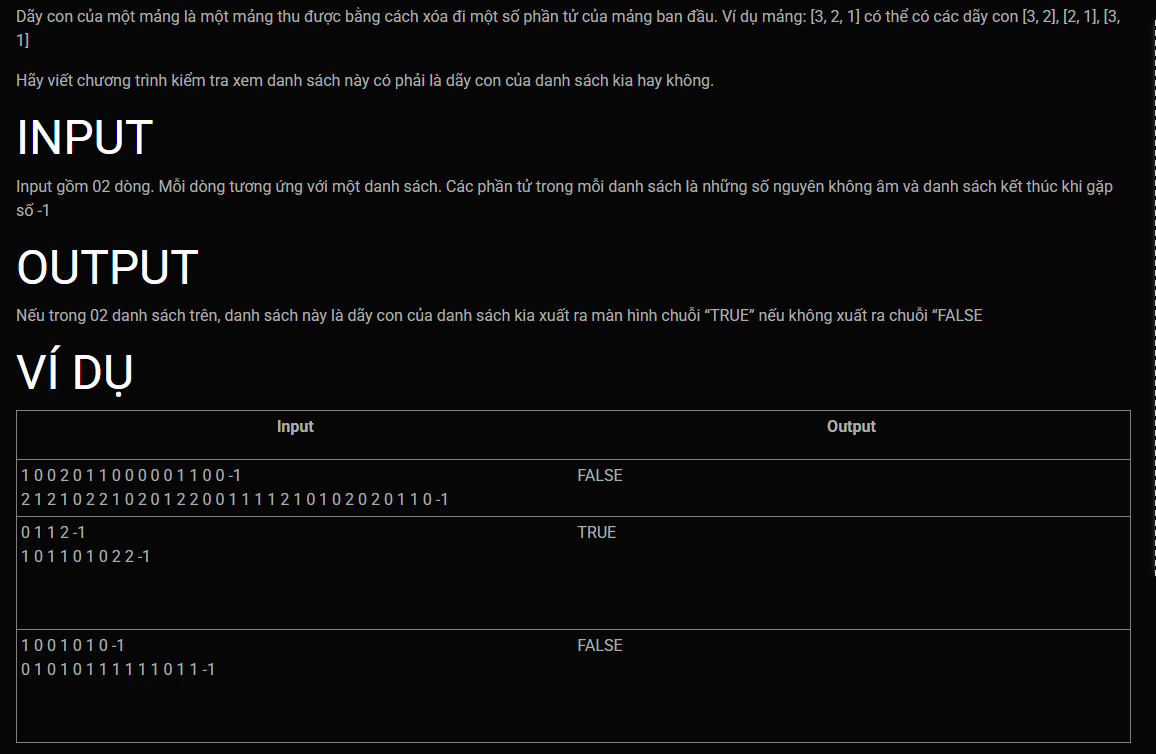 Dãy con của một mảng là một mảng thu được bằng cách xóa đi một số phần tử của mảng ban đầu. Ví dụ mảng: [3, 2, 1] có thể có các dãy con [3, 2], [2, 1], [3,
1]
Hãy viết chương trình kiểm tra xem danh sách này có phải là dãy con của danh sách kia hay không.
INPUT
Input gồm 02 dòng. Mỗi dòng tương ứng với một danh sách. Các phần tử trong mỗi danh sách là những số nguyên không âm và danh sách kết thúc khi gặp
số -1
OUTPUT
Nếu trong 02 danh sách trên, danh sách này là dãy con của danh sách kia xuất ra màn hình chuỗi “TRUE” nếu không xuất ra chuỗi “FALSE
VÍ DỤ
Input Output
1 0 0 2 0 1 1 0 0 0 0 0 1 1 0 0 -1 FALSE
2 1 2 1 0 2 2 1 0 2 0 1 2 2 0 0 1 1 1 1 2 1 0 1 0 2 0 2 0 1 1 0 -1
0 1 1 2 -1 TRUE
1 0 1 1 0 1 0 2 2 -1
1 0 0 1 0 1 0 -1 FALSE
0 1 0 1 0 1 1 1 1 1 1 0 1 1 -1